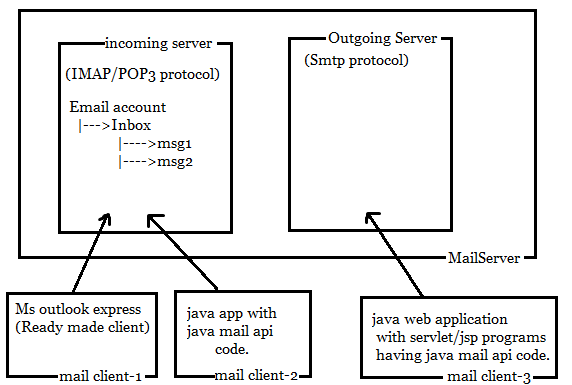 incoming server
(IMAP/POP3 protocol)
Email account
|--->Inbox
|---->msg1
|---->msg2
Outgoing Server
(Smtp protocol)
MailServer
Ms outlook express
(Ready made client)
mail client-1
java app with
java mail api
code.
mail client-2
java web application
with servlet/jsp programs
having java mail api code.
mail client-3